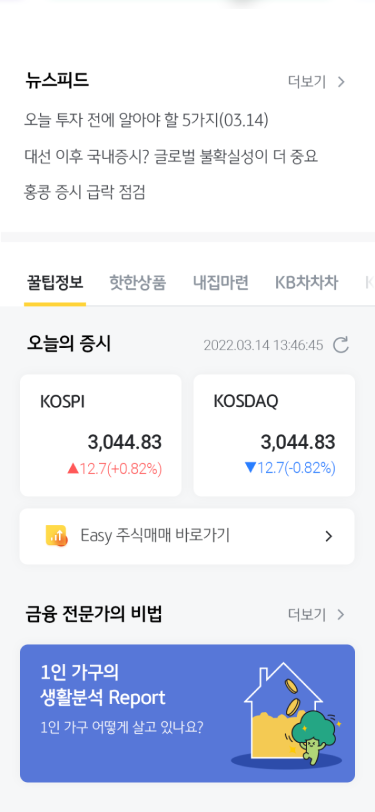 뉴스피드 더보기
오늘 투자 전에 알아야 할 5가지(03.14)
대선 이후 국내증시? 글로벌 불확실성이 더 중요
홍콩 증시 급락 점검
꿀팁정보 핫한상품 내집마련 KB차차차 K
오늘의 증시 2022.03.14 13:46:45
KOSPI
3,044.83
▲12.7(+0.82%)
KOSDAQ
3,044.83
▼12.7(-0.82%)
Easy 주식매매 바로가기
금융 전문가의 비법 더보기
1인 가구의
생활분석 Report
1인 가구 어떻게 살고 있나요?